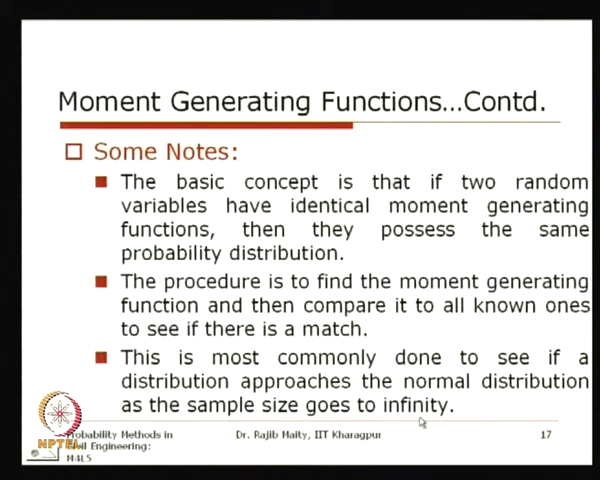 Moment Generating Functions...Contd.
Some Notes:
The basic concept is that if two random
variables have identical moment generating
functions, then they possess the same
probability distribution.
The procedure is to find the moment generating
function and then compare it to all known ones
to see if there is a match.
This is most commonly done to see if a
distribution approaches the normal distribution
as the sample size goes to infinity.
Probability Methods in
Civil Engineering:
M4L5
Dr. Rajib Maity, IIT Kharagpur
17
NPTEL